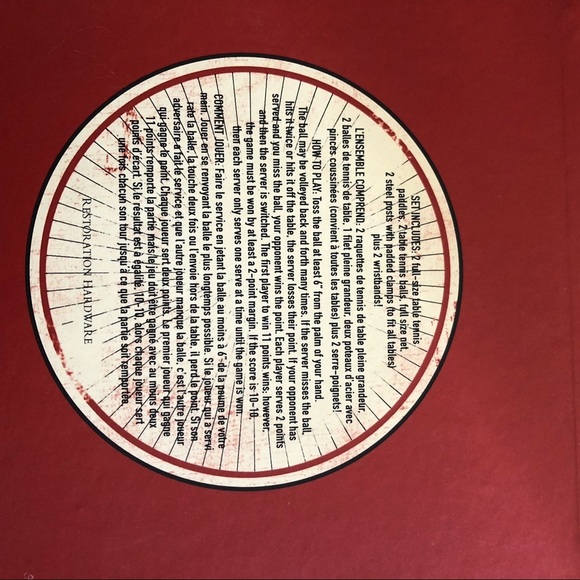 SET INCLUDES: 2 full-size table tennis
paddles, 2 table tennis balls, full size net,
2 steel posts with padded clamps (to fit all tables)
plus 2 wristbands!
L'ENSEMBLE COMPREND: 2 raquettes de tennis de table pleine grandeur,
2 balles de tennis de table, 1 filet pleine grandeur, deux poteaux d'acier avec
pinces coussinées (convient à toutes les tables) plus 2 serre-poignets!
HOW TO PLAY: Toss the ball at least 6" from the palm of your hand.
The ball may be volleyed back and forth many times. If the server misses the ball,
hits it twice or hits it off the table, the server losses their point. If your opponent has
served and you miss the ball, your opponent wins the point. Each player serves 2 points
and then the server is switched. The first player to win 11 points wins; however,
the game must be won by at least a 2-point margin. If the score is 10-10,
then each server only serves one serve at a time until the game is won.
COMMENT JOUER: Faire le service en jetant la balle au moins à 6" de la paume de votre
main. Jouer en se renvoyant la balle le plus longtemps possible. Si le joueur qui a servi
rate la balle, la touche deux fois ou l'envoie hors de la table, il perd le point. Si son
adversaire a fait le service et que l'autre joueur manque la balle, c'est l'autre joueur
qui gagne le point. Chaque joueur sert deux points. Le premier joueur qui gagne
11 points remporte la partie mais le jeu doit être gagné avec au moins deux
points d'écart. Si le résultat est à égalité, 10-10, alors chaque joueur sert
une fois chacun son tour jusqu'à ce que la partie soit remportée.
RESTORATION HARDWARE